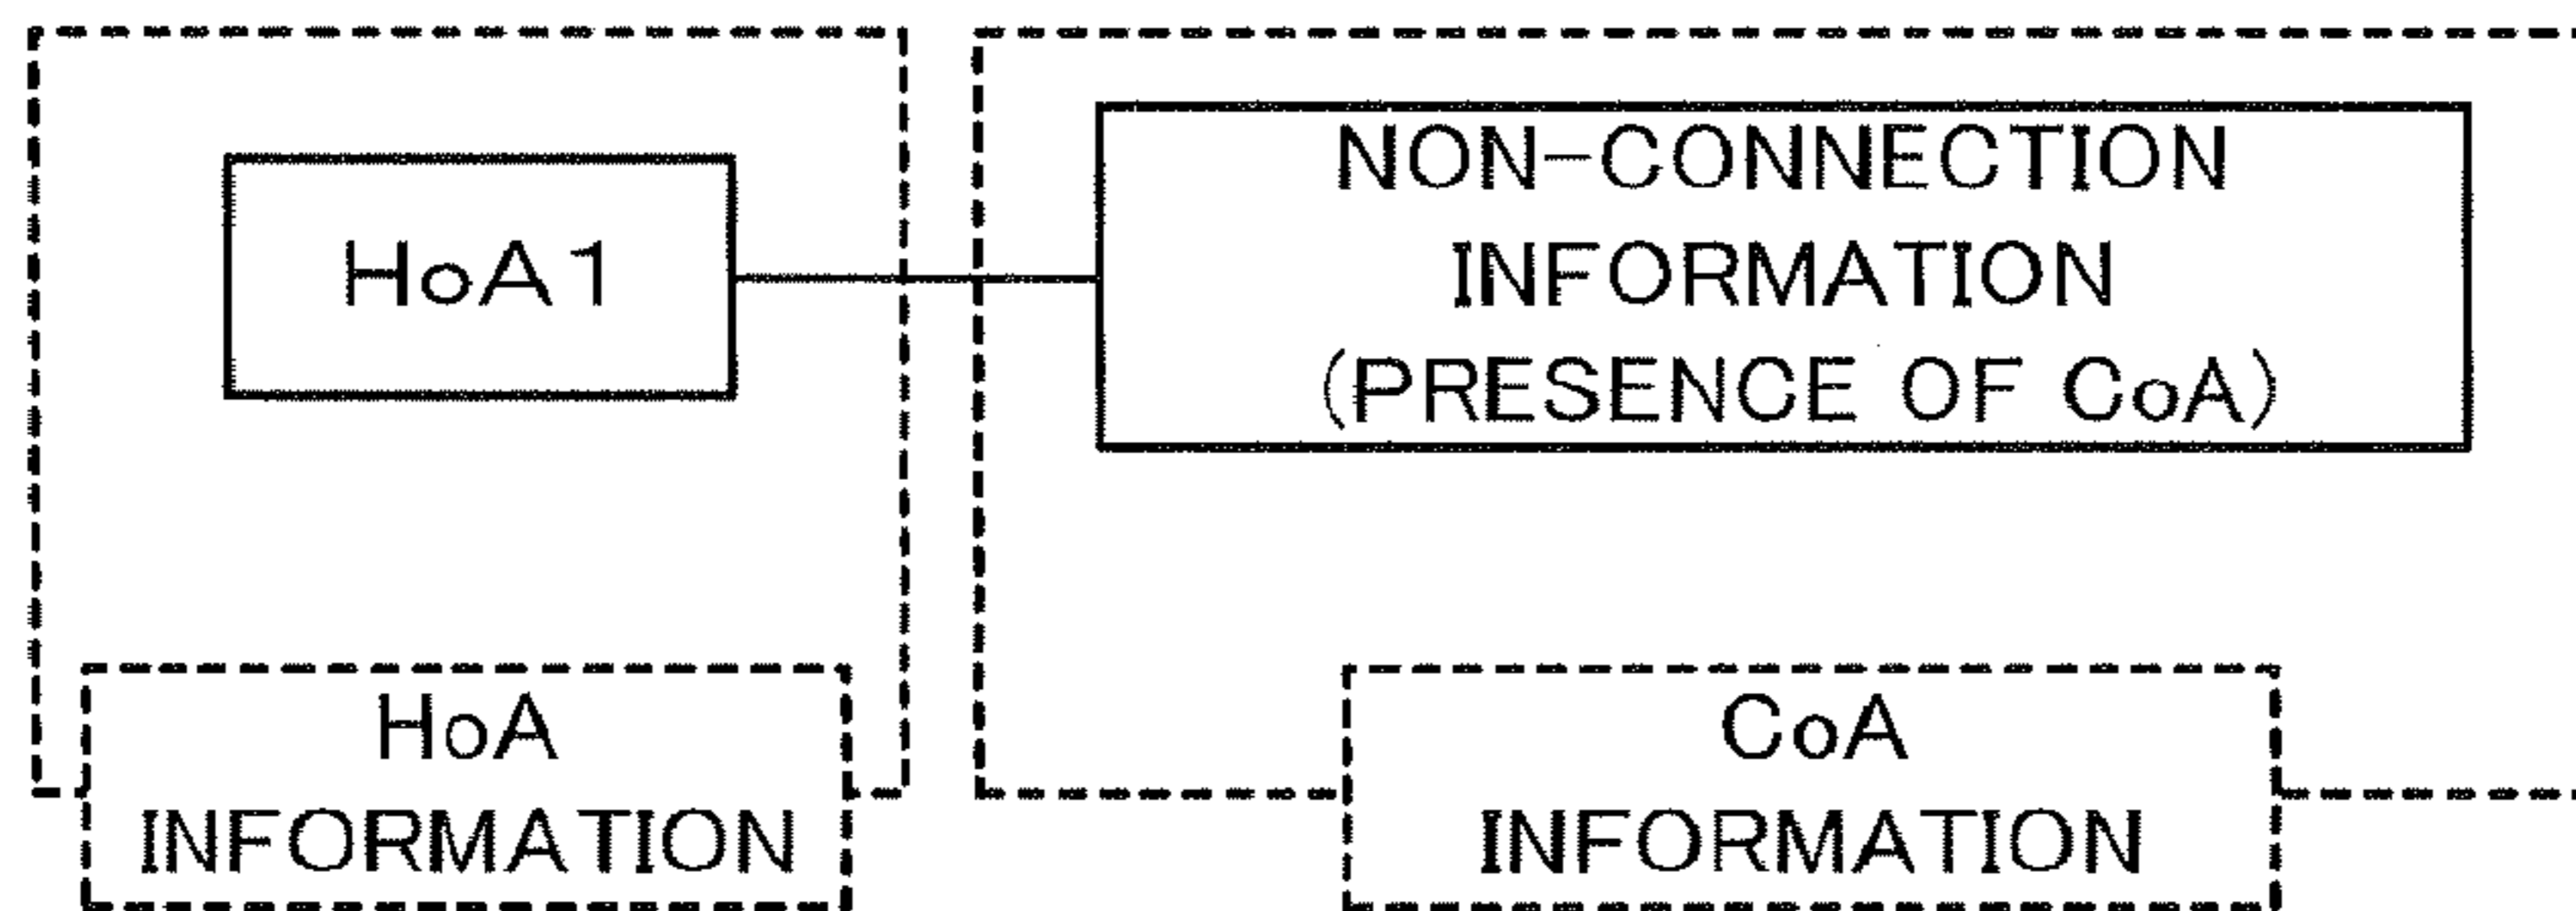 HoA1
NON-CONNECTION
INFORMATION
(PRESENCE OF CoA)
HoA
INFORMATION
CoA
INFORMATION